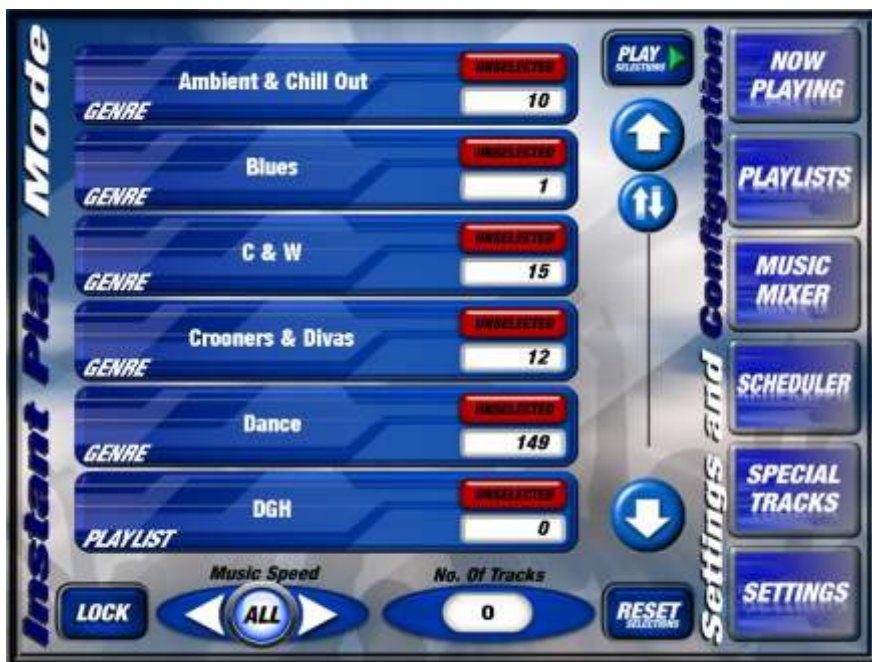 Instant Play Mode
Ambient & Chill Out
UNSELECTED
GENRE
10
Blues
UNSELECTED
GENRE
1
C & W
UNSELECTED
GENRE
15
Crooners & Divas
UNSELECTED
GENRE
12
Dance
UNSELECTED
GENRE
149
DGH
UNSELECTED
PLAYLIST
0
Music Speed
LOCK
ALL
No. Of Tracks
0
PLAY
SELECTIONS
RESET
SELECTIONS
Settings and Configuration
NOW
PLAYING
PLAYLISTS
MUSIC
MIXER
SCHEDULER
SPECIAL
TRACKS
SETTINGS